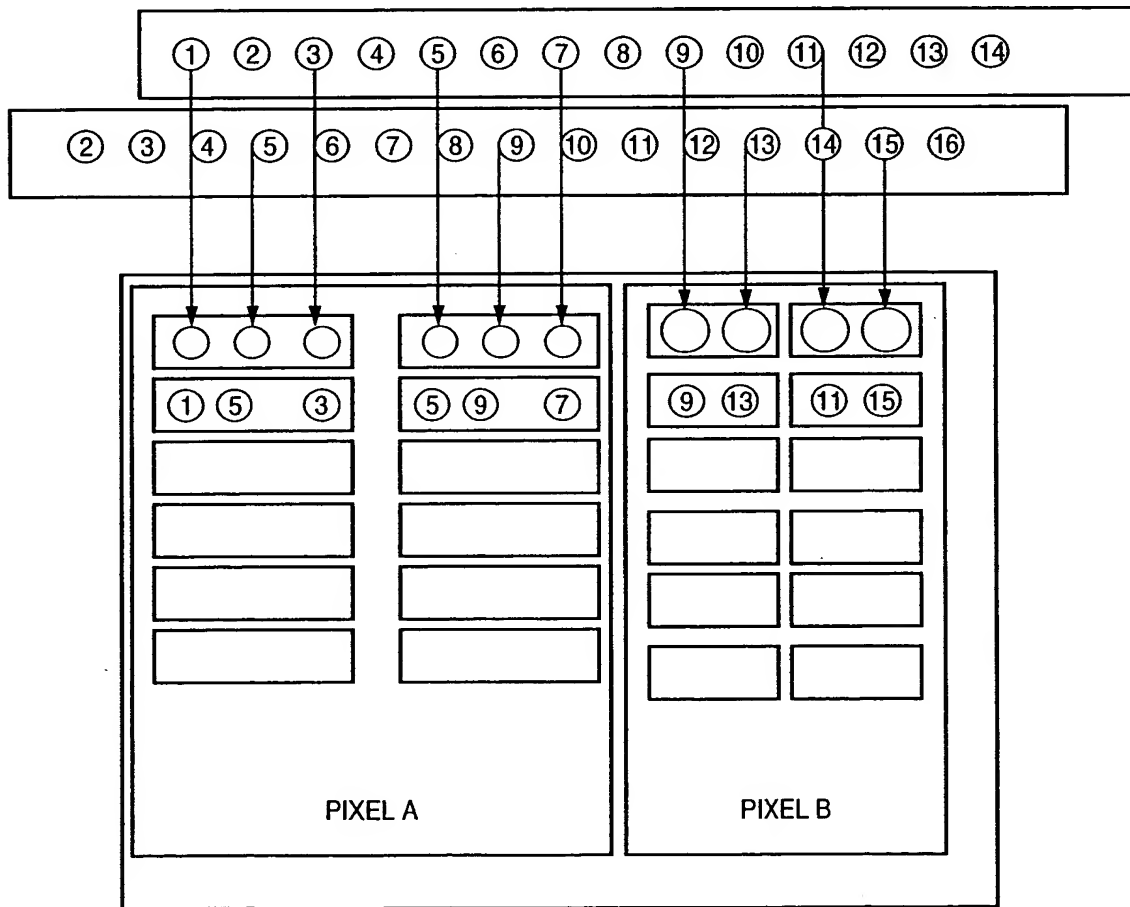 ① ② ③ ④ ⑤ ⑥ ⑦ ⑧ ⑨ ⑩ ⑪ ⑫ ⑬ ⑭
② ③ ④ ⑤ ⑥ ⑦ ⑧ ⑨ ⑩ ⑪ ⑫ ⑬ ⑭ ⑮ ⑯
① ⑤ ③ ⑤ ⑨ ⑦ ⑨ ⑬ ⑪ ⑮
PIXEL A PIXEL B